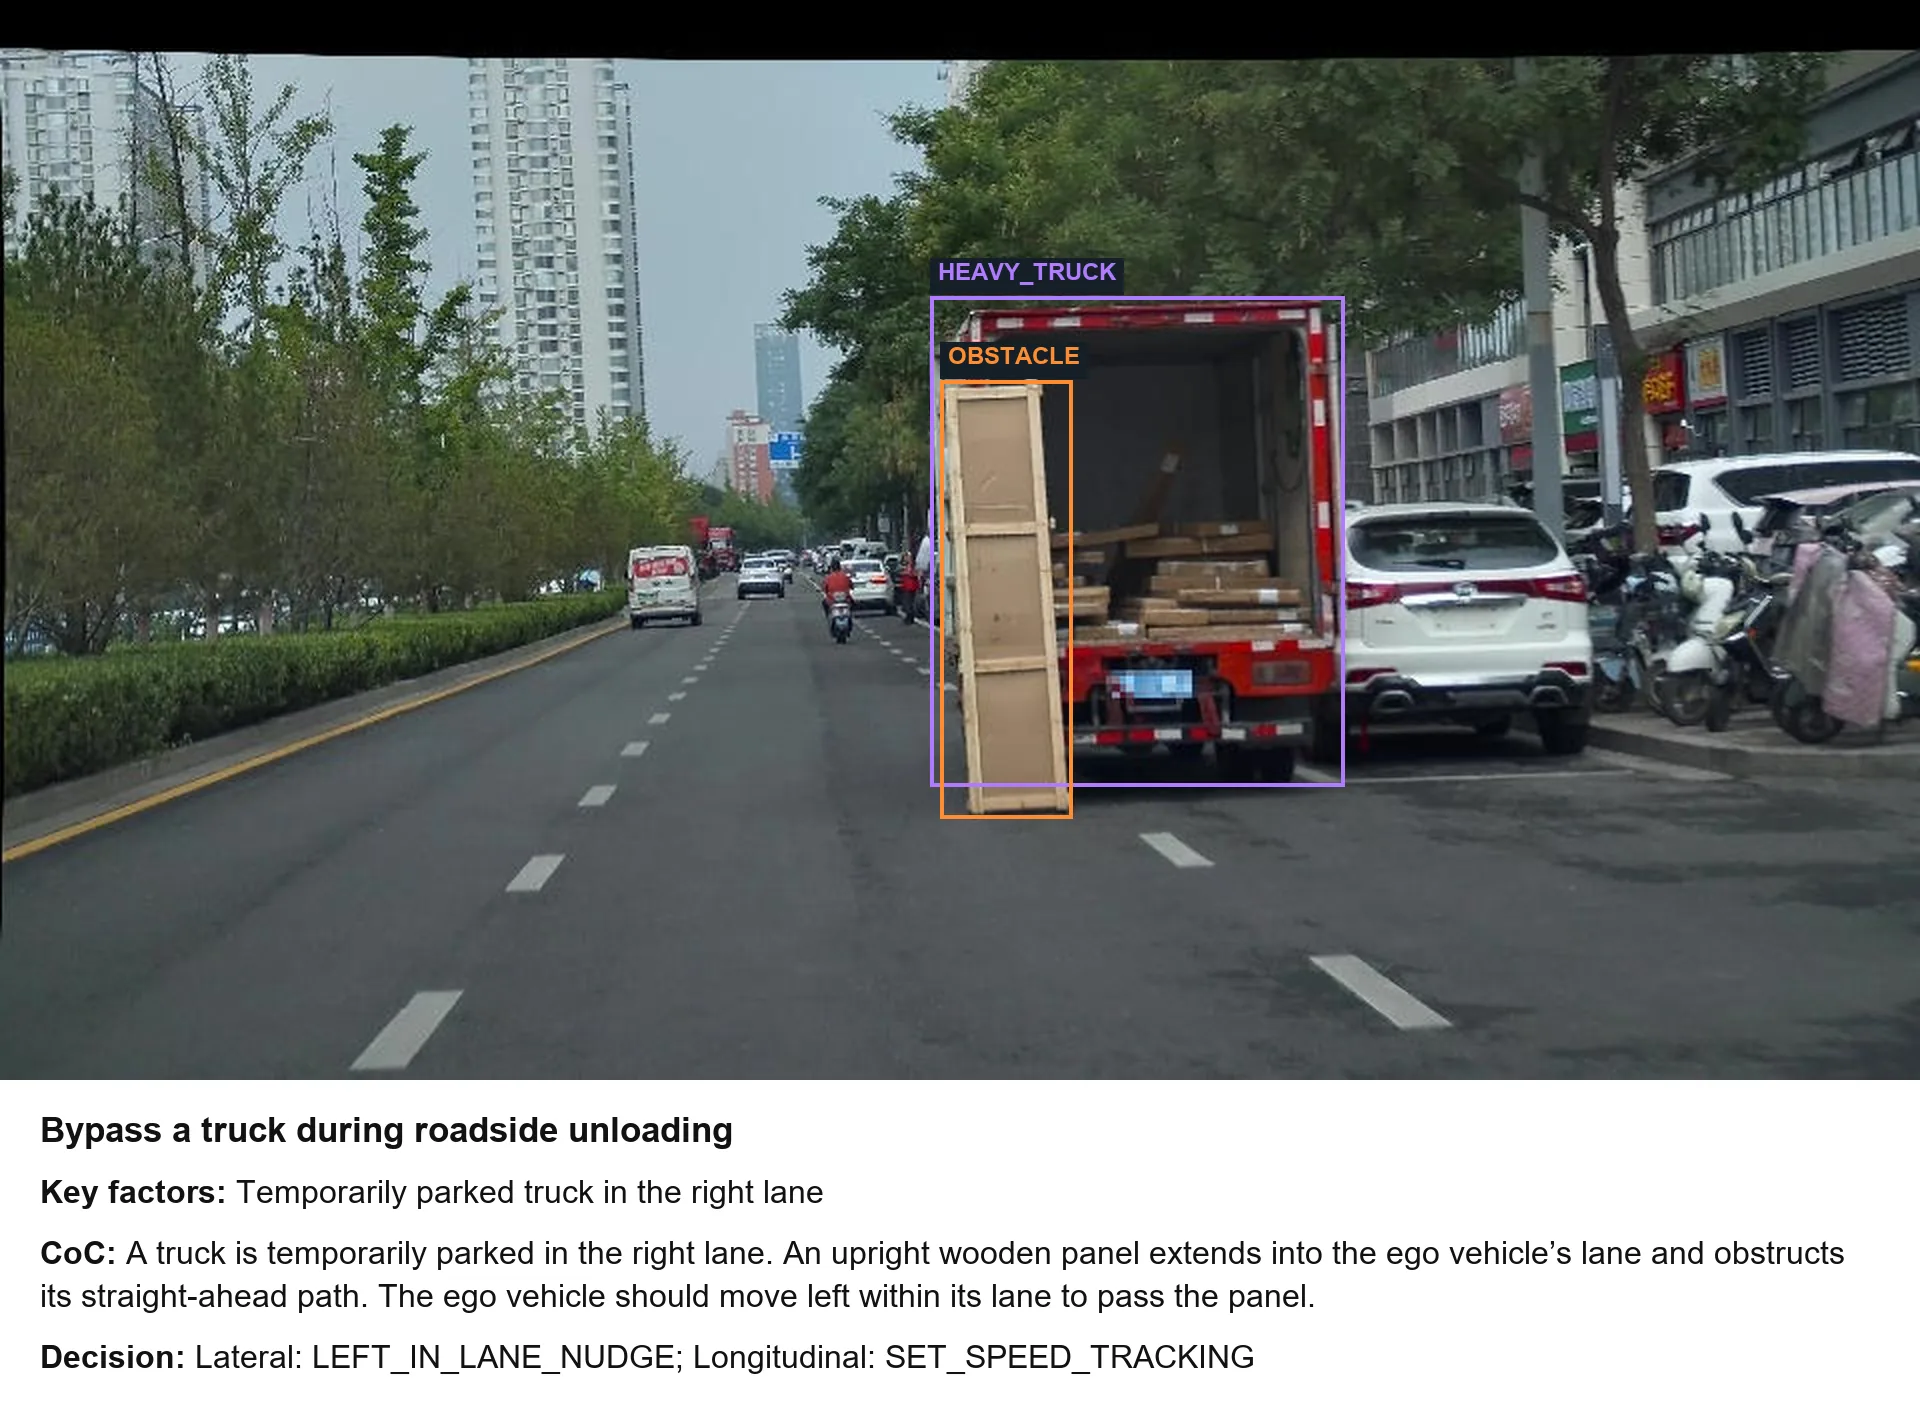 HEAVY_TRUCK
OBSTACLE
Bypass a truck during roadside unloading
Key factors: Temporarily parked truck in the right lane
CoC: A truck is temporarily parked in the right lane. An upright wooden panel extends into the ego vehicle’s lane and obstructs
its straight-ahead path. The ego vehicle should move left within its lane to pass the panel.
Decision: Lateral: LEFT_IN_LANE_NUDGE; Longitudinal: SET_SPEED_TRACKING